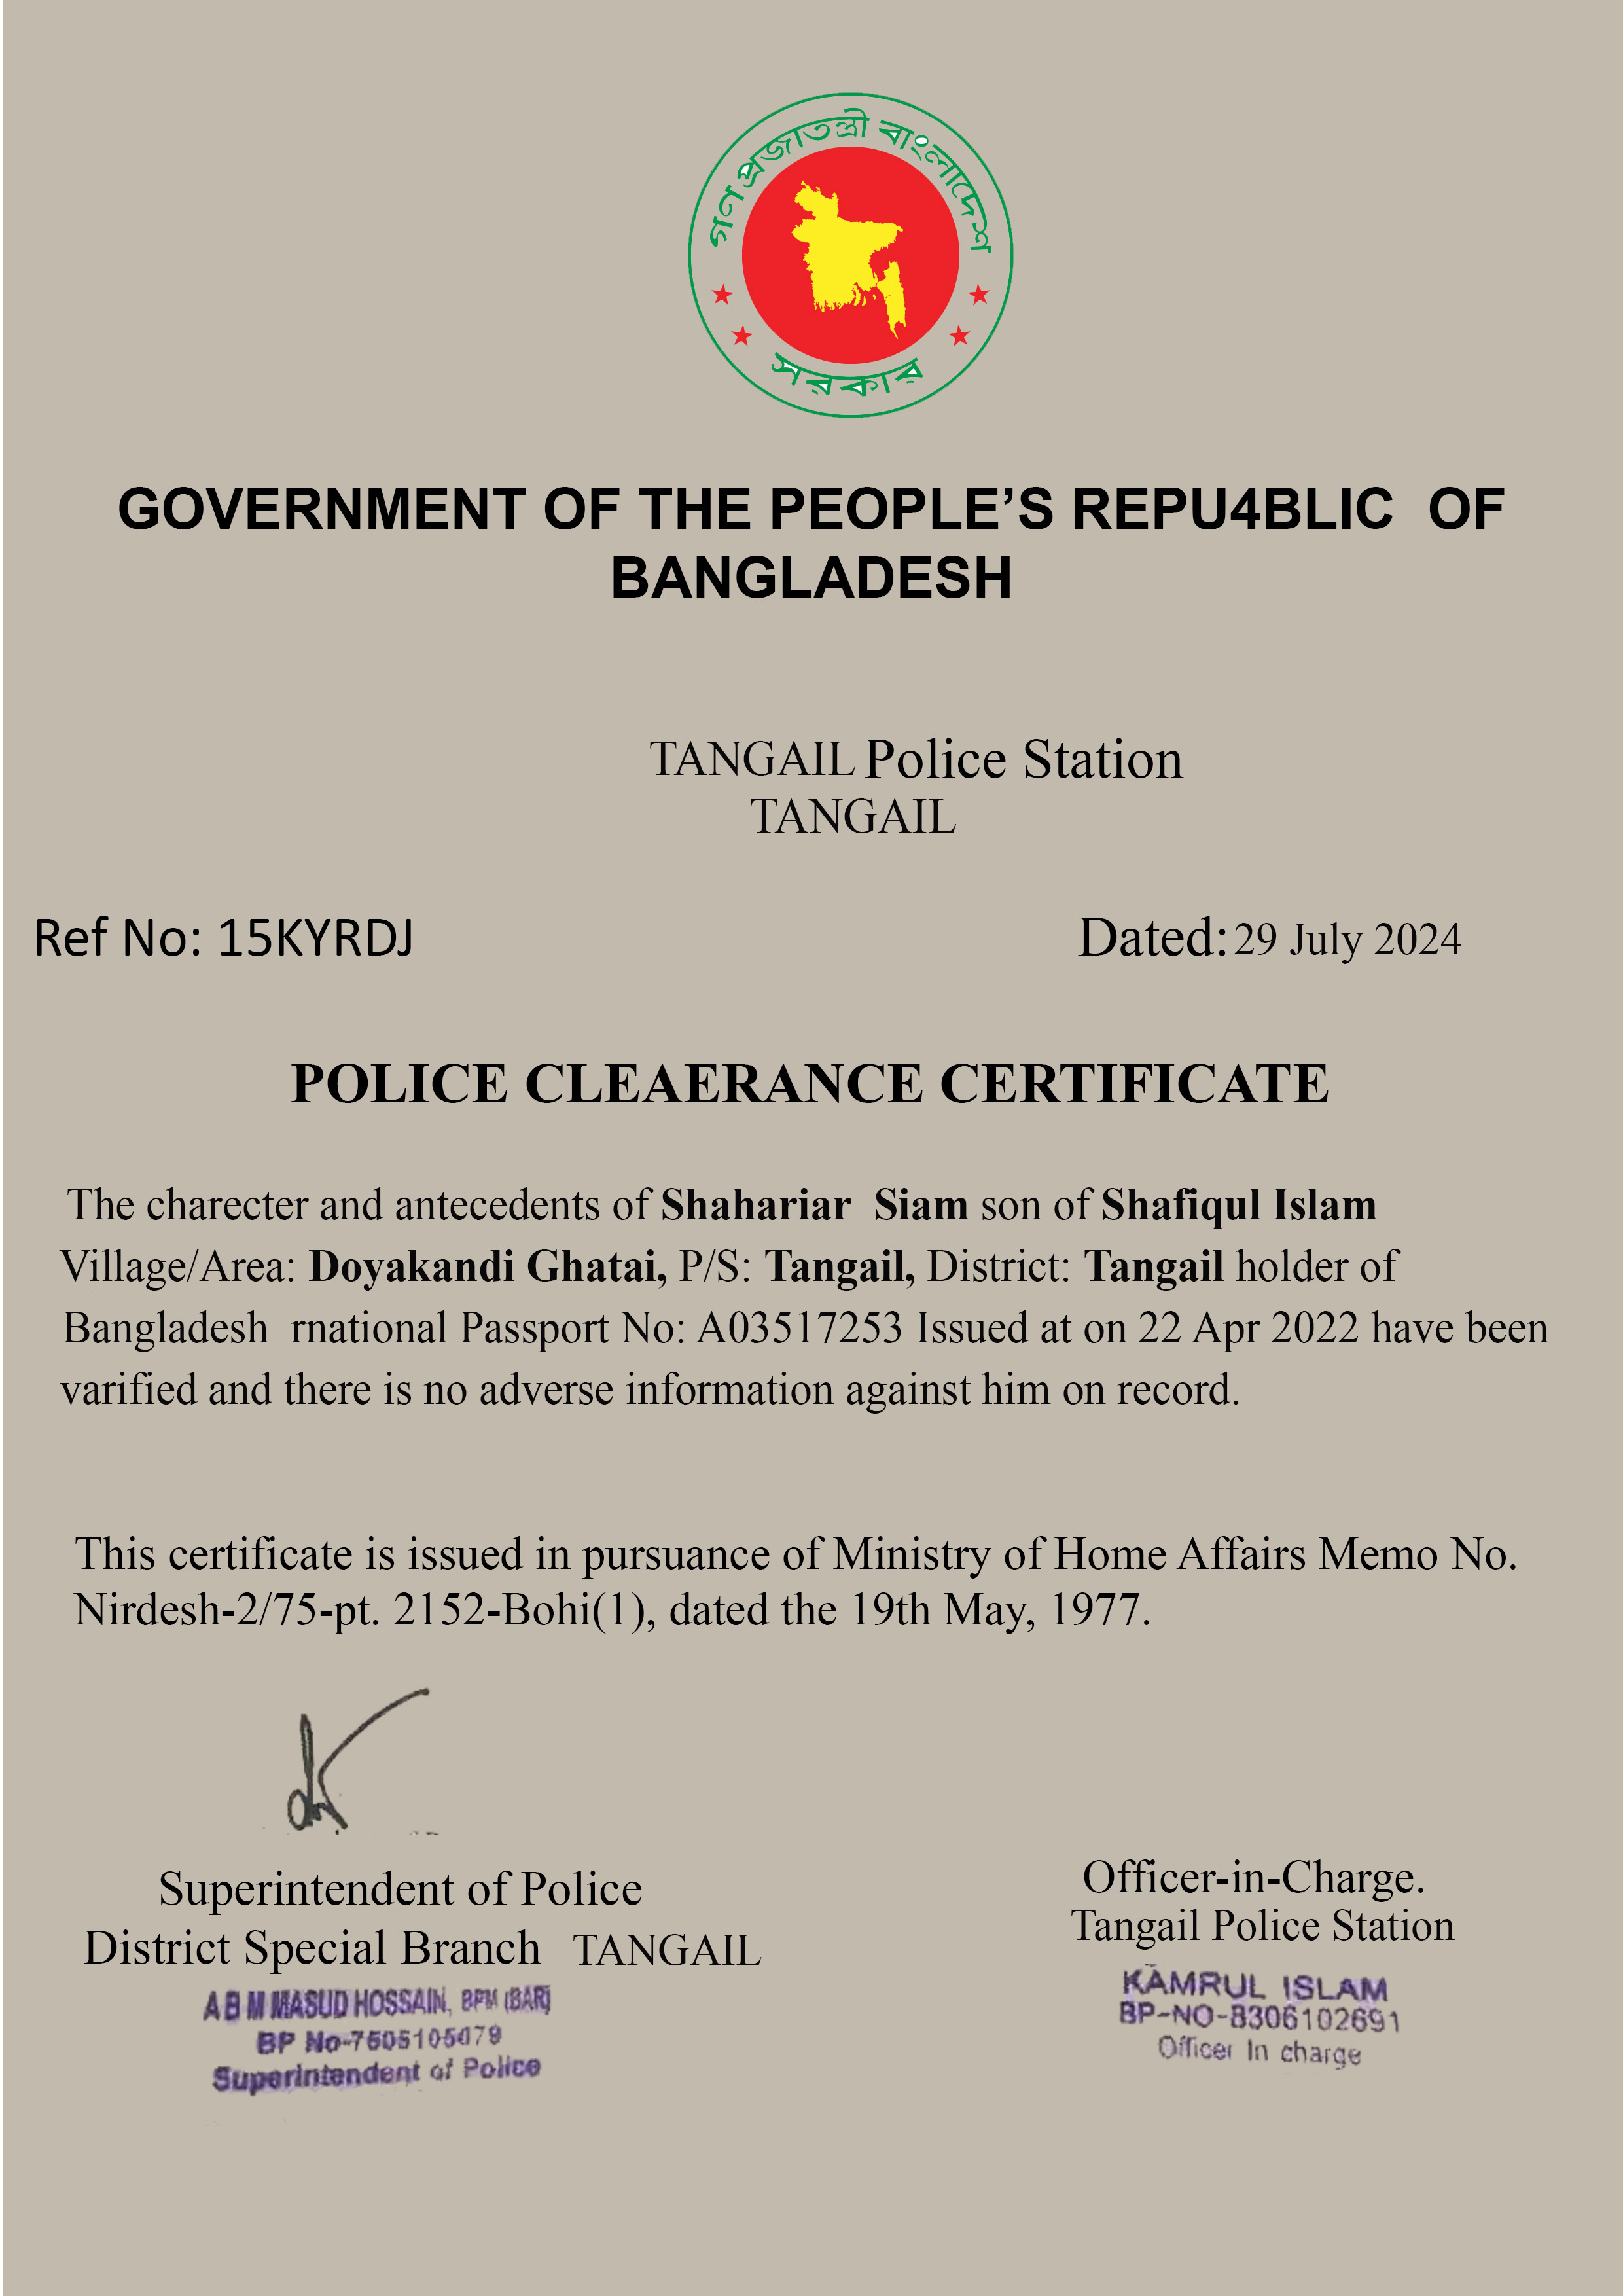 গণপ্রজাতন্ত্রী বাংলাদেশ
সরকার
GOVERNMENT OF THE PEOPLE’S REPU4BLIC OF
BANGLADESH
TANGAIL Police Station
TANGAIL
Ref No: 15KYRDJ
Dated: 29 July 2024
POLICE CLEAERANCE CERTIFICATE
The charecter and antecedents of Shahariar Siam son of Shafiqul Islam
Village/Area: Doyakandi Ghatai, P/S: Tangail, District: Tangail holder of
Bangladesh rnational Passport No: A03517253 Issued at on 22 Apr 2022 have been
varified and there is no adverse information against him on record.
This certificate is issued in pursuance of Ministry of Home Affairs Memo No.
Nirdesh-2/75-pt. 2152-Bohi(1), dated the 19th May, 1977.
Superintendent of Police
District Special Branch TANGAIL
A B M MASUD HOSSAIN, BPM (BAR)
BP No-7505105079
Superintendent of Police
Officer-in-Charge.
Tangail Police Station
KAMRUL ISLAM
BP-NO-8306102691
Officer In charge